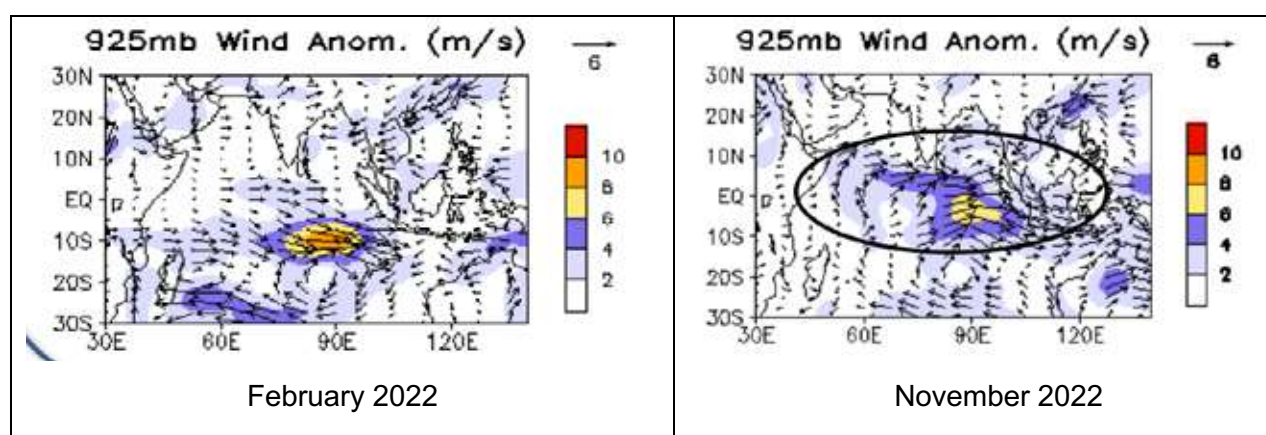 925mb Wind Anom. (m/s)
6
30N
20N
10N
EQ
10S
20S
30S
30E
60E
90E
120E
10
8
6
4
2
February 2022
925mb Wind Anom. (m/s)
6
30N
20N
10N
EQ
10S
20S
30S
30E
60E
90E
120E
10
8
6
4
2
November 2022